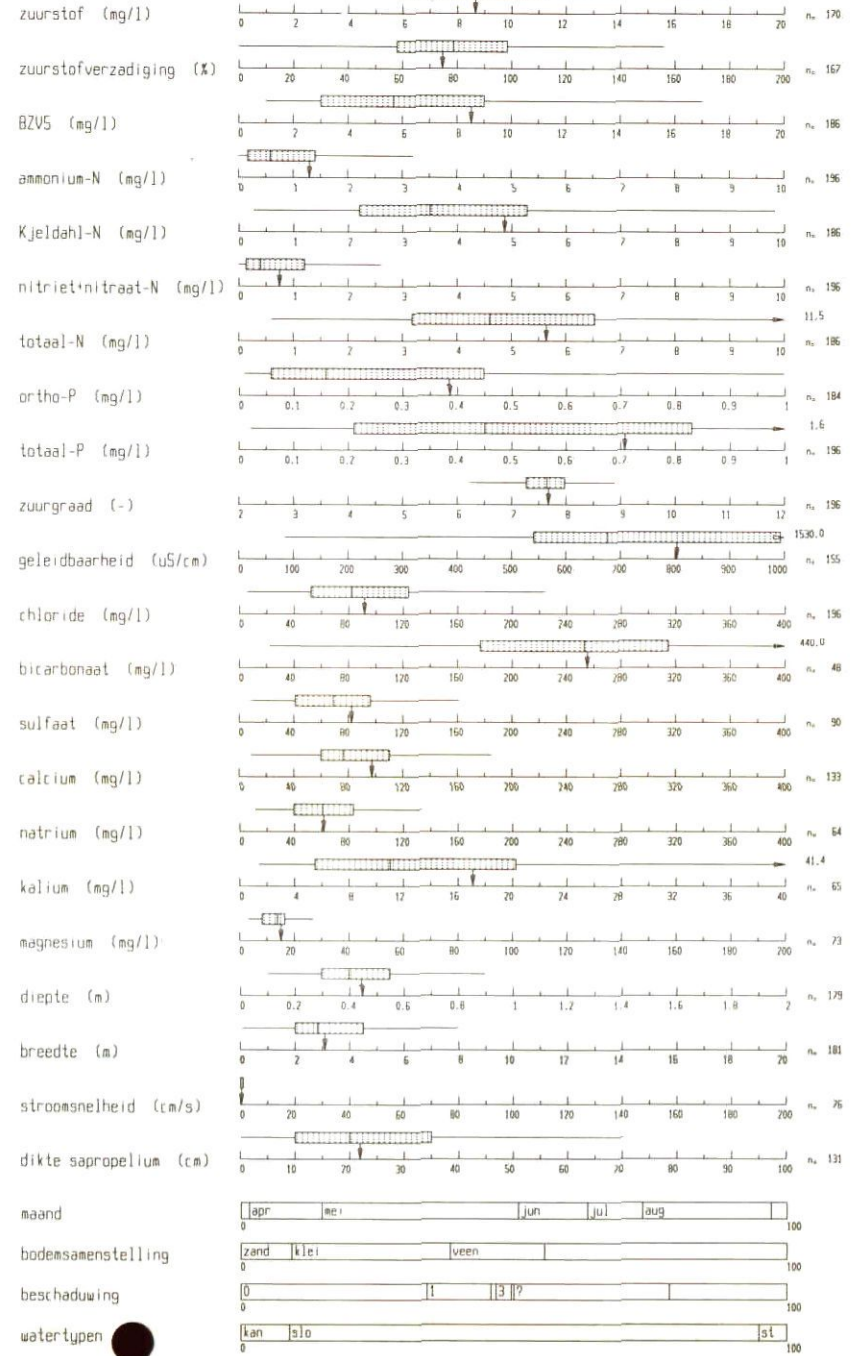 zuurstof (mg/l) 0 2 4 6 8 10 12 14 16 18 20 n= 170
zuurstofverzadiging (%) 0 20 40 60 80 100 120 140 160 180 200 n= 167
BZV5 (mg/l) 0 2 4 6 8 10 12 14 16 18 20 n= 186
ammonium-N (mg/l) 0 1 2 3 4 5 6 7 8 9 10 n= 196
Kjeldahl-N (mg/l) 0 1 2 3 4 5 6 7 8 9 10 n= 186
nitriet+nitraat-N (mg/l) 0 1 2 3 4 5 6 7 8 9 10 n= 196
11.5
totaal-N (mg/l) 0 1 2 3 4 5 6 7 8 9 10 n= 186
ortho-P (mg/l) 0 0.1 0.2 0.3 0.4 0.5 0.6 0.7 0.8 0.9 1 n= 184
1.6
totaal-P (mg/l) 0 0.1 0.2 0.3 0.4 0.5 0.6 0.7 0.8 0.9 1 n= 196
zuurgraad (-) 2 3 4 5 6 7 8 9 10 11 12 n= 196
1530.0
geleidbaarheid (uS/cm) 0 100 200 300 400 500 600 700 800 900 1000 n= 155
chloride (mg/l) 0 40 80 120 160 200 240 280 320 360 400 n= 196
440.0
bicarbonaat (mg/l) 0 40 80 120 160 200 240 280 320 360 400 n= 48
sulfaat (mg/l) 0 40 80 120 160 200 240 280 320 360 400 n= 90
calcium (mg/l) 0 40 80 120 160 200 240 280 320 360 400 n= 133
natrium (mg/l) 0 40 80 120 160 200 240 280 320 360 400 n= 64
41.4
kalium (mg/l) 0 4 8 12 16 20 24 28 32 36 40 n= 65
magnesium (mg/l) 0 20 40 60 80 100 120 140 160 180 200 n= 73
diepte (m) 0 0.2 0.4 0.6 0.8 1 1.2 1.4 1.6 1.8 2 n= 179
breedte (m) 0 2 4 6 8 10 12 14 16 18 20 n= 181
stroomsnelheid (cm/s) 0 20 40 60 80 100 120 140 160 180 200 n= 76
dikte sapropelium (cm) 0 10 20 30 40 50 60 70 80 90 100 n= 131
maand apr mei jun jul aug
0 100
bodemsamenstelling zand klei veen
0 100
beschaduwing 0 1 3 ?
0 100
watertypen kan slo st
0 100